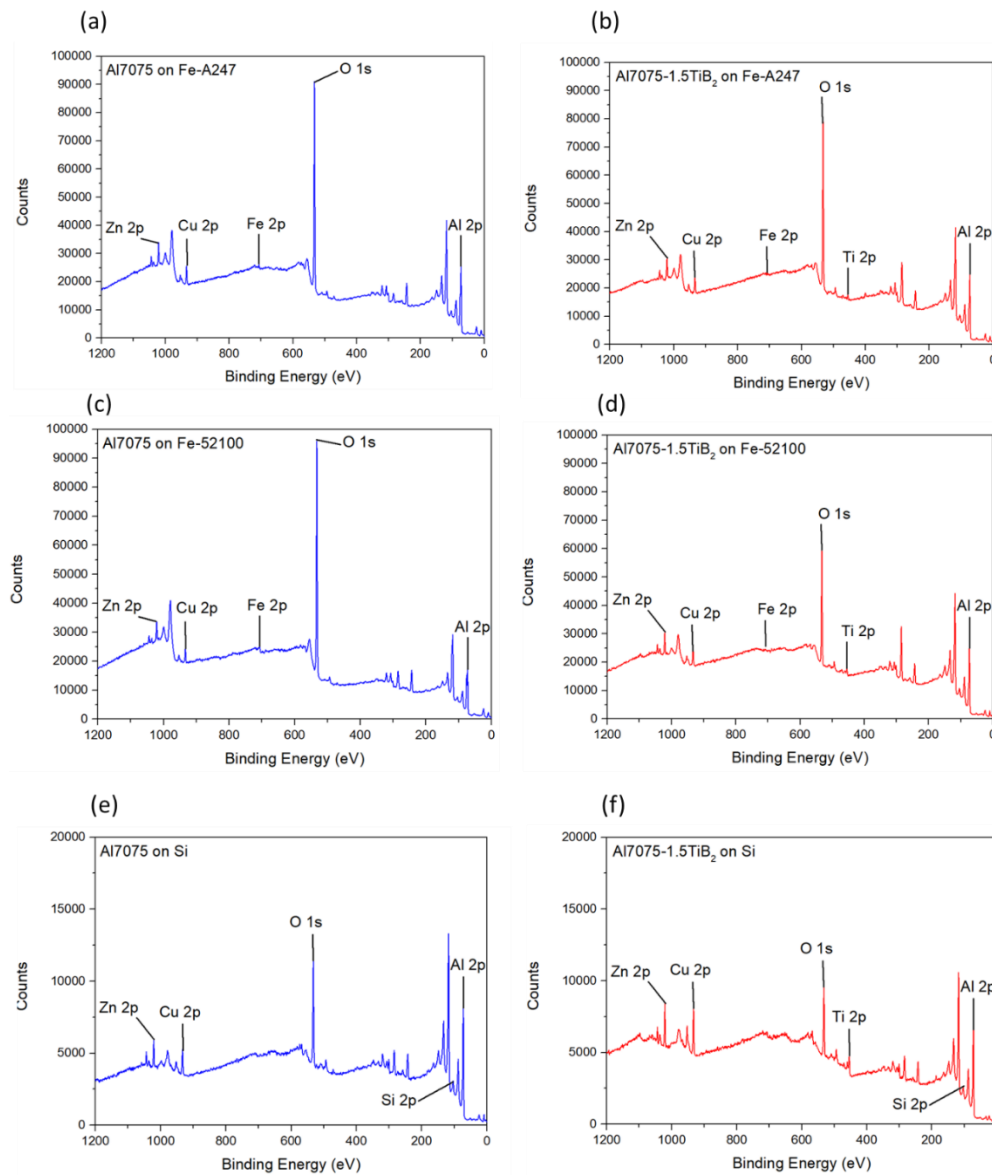 (a)
Al7075 on Fe-A247
100000
90000
80000
70000
60000
50000
40000
30000
20000
10000
0
Counts
O 1s
Zn 2p
Cu 2p
Fe 2p
Al 2p
1200 1000 800 600 400 200 0
Binding Energy (eV)
(b)
Al7075-1.5TiB₂ on Fe-A247
100000
90000
80000
70000
60000
50000
40000
30000
20000
10000
0
Counts
O 1s
Zn 2p
Cu 2p
Fe 2p
Ti 2p
Al 2p
1200 1000 800 600 400 200 0
Binding Energy (eV)
(c)
Al7075 on Fe-52100
100000
90000
80000
70000
60000
50000
40000
30000
20000
10000
0
Counts
O 1s
Zn 2p
Cu 2p
Fe 2p
Al 2p
1200 1000 800 600 400 200 0
Binding Energy (eV)
(d)
Al7075-1.5TiB₂ on Fe-52100
100000
90000
80000
70000
60000
50000
40000
30000
20000
10000
0
Counts
O 1s
Zn 2p
Cu 2p
Fe 2p
Ti 2p
Al 2p
1200 1000 800 600 400 200 0
Binding Energy (eV)
(e)
Al7075 on Si
20000
15000
10000
5000
0
Counts
O 1s
Zn 2p
Cu 2p
Al 2p
Si 2p
1200 1000 800 600 400 200 0
Binding Energy (eV)
(f)
Al7075-1.5TiB₂ on Si
20000
15000
10000
5000
0
Counts
O 1s
Zn 2p
Cu 2p
Ti 2p
Al 2p
Si 2p
1200 1000 800 600 400 200 0
Binding Energy (eV)